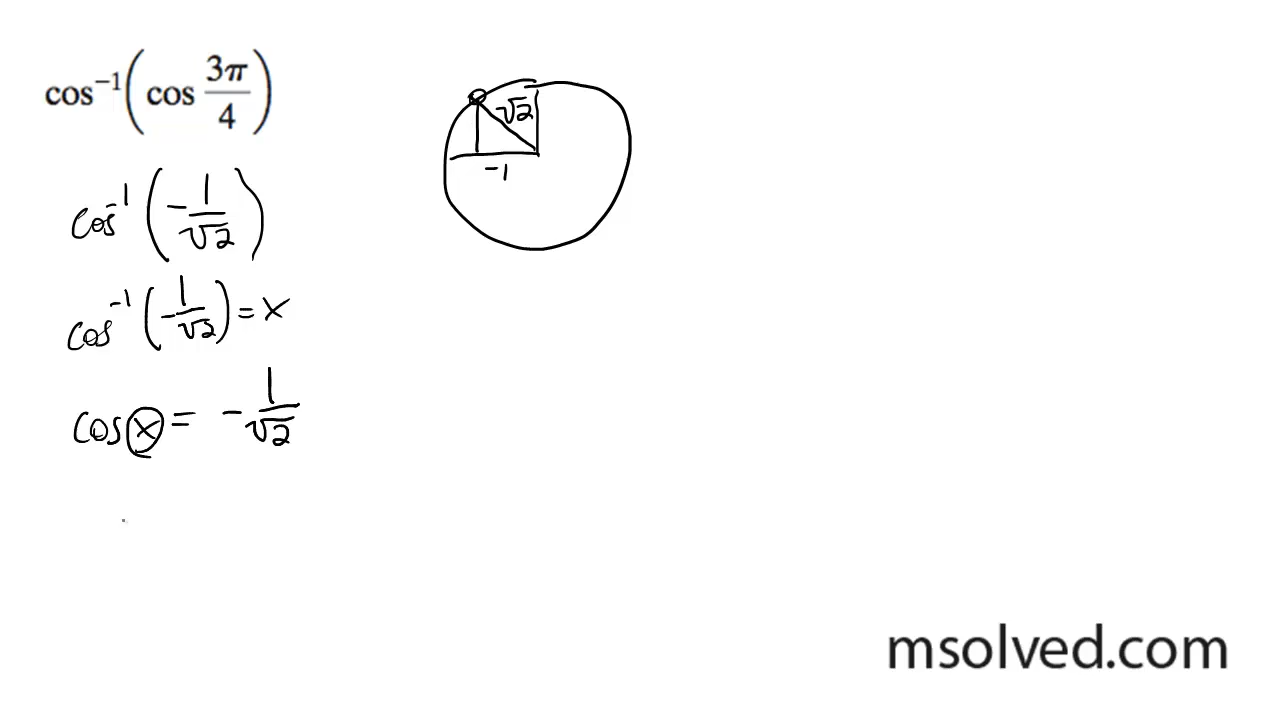 cos⁻¹(cos 3π/4)
cos⁻¹(-1/√2)
cos⁻¹(-1/√2) = x
cos x = -1/√2
√2
-1
msolved.com